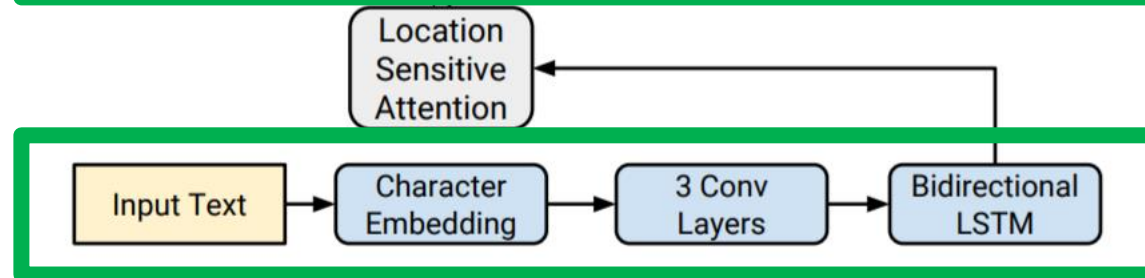 Location
Sensitive
Attention
Input Text
Character
Embedding
3 Conv
Layers
Bidirectional
LSTM